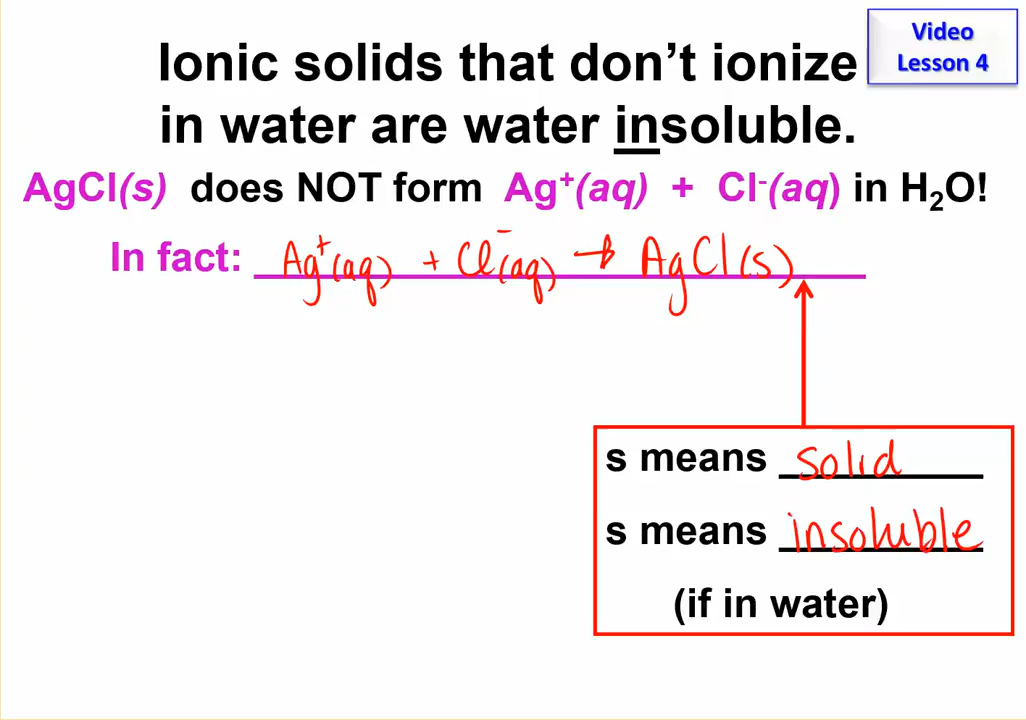 Video
Lesson 4
Ionic solids that don't ionize
in water are water insoluble.
AgCl(s) does NOT form Ag⁺(aq) + Cl⁻(aq) in H₂O!
In fact: Ag⁺(aq) + Cl⁻(aq) → AgCl(s)
s means solid
s means insoluble
(if in water)